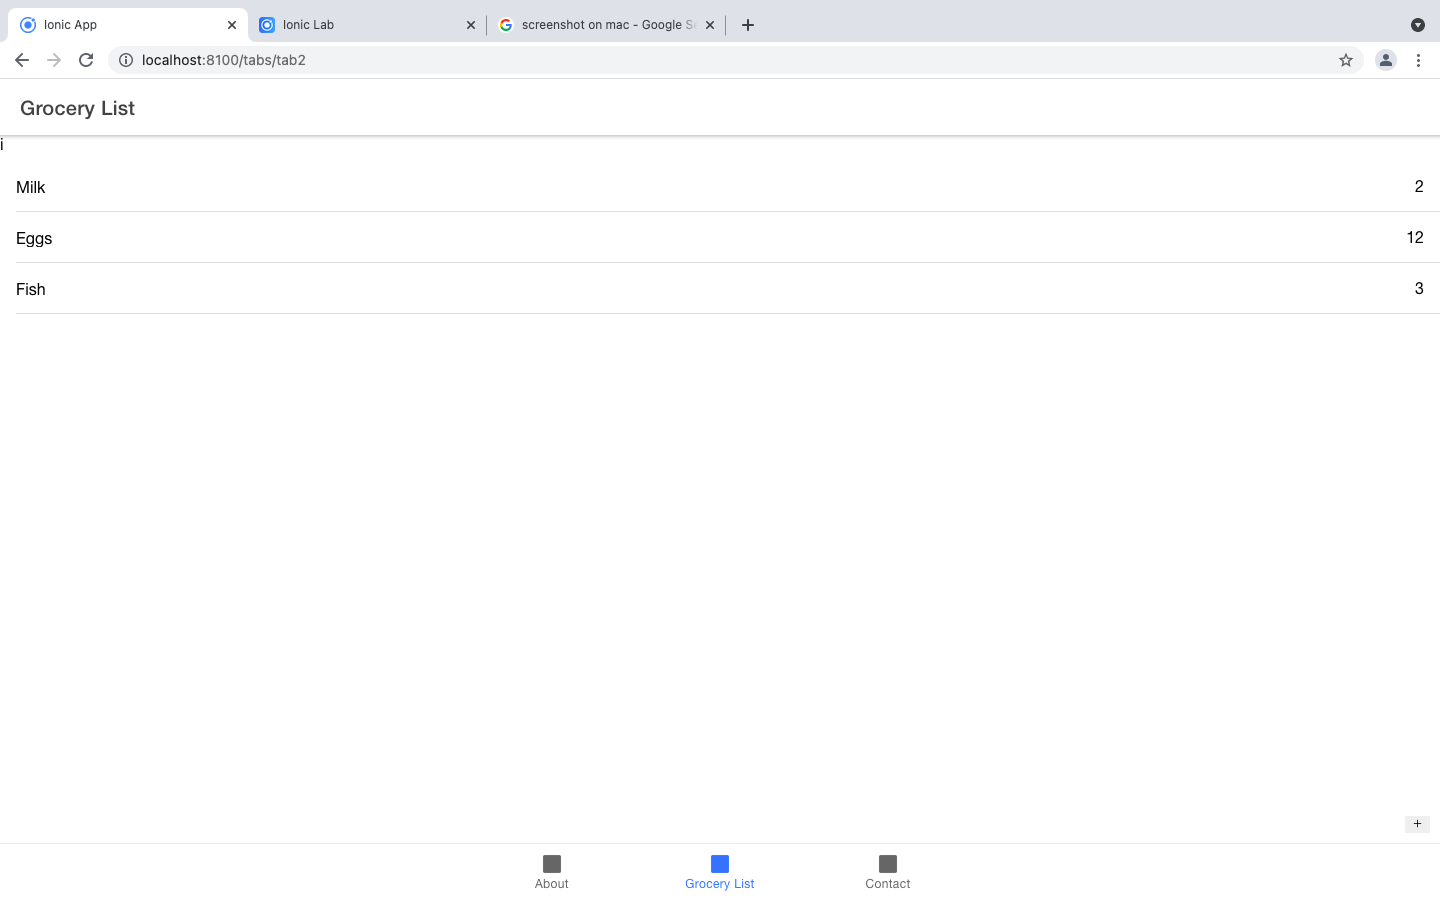 Ionic App
Ionic Lab
screenshot on mac - Google S
localhost:8100/tabs/tab2
Grocery List
i
Milk 2
Eggs 12
Fish 3
+
About
Grocery List
Contact